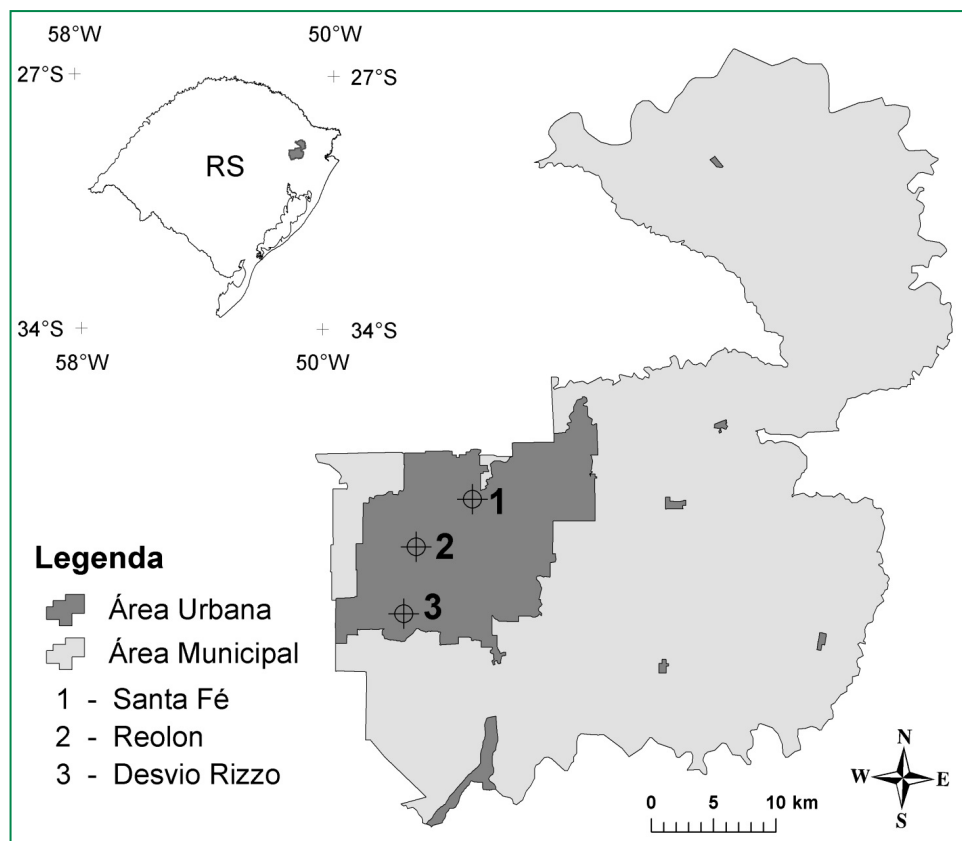 58°W 50°W
27°S 27°S
RS
34°S 34°S
58°W 50°W
1
2
3
Legenda
Área Urbana
Área Municipal
1 - Santa Fé
2 - Reolon
3 - Desvio Rizzo
N
W E
S
0 5 10 km